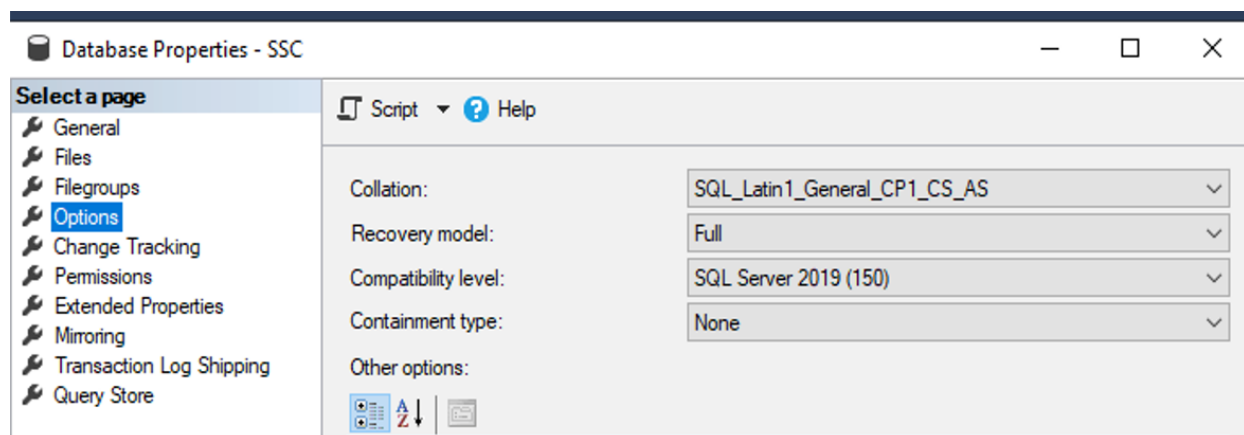 Database Properties - SSC
Select a page
General
Files
Filegroups
Options
Change Tracking
Permissions
Extended Properties
Mirroring
Transaction Log Shipping
Query Store
Script
Help
Collation: SQL_Latin1_General_CP1_CS_AS
Recovery model: Full
Compatibility level: SQL Server 2019 (150)
Containment type: None
Other options: